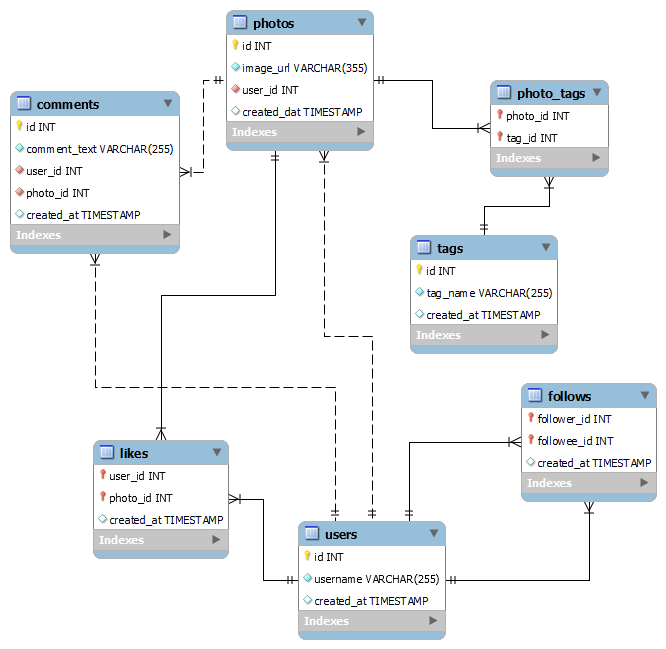 photos
id INT
image_url VARCHAR(355)
user_id INT
created_dat TIMESTAMP
Indexes
comments
id INT
comment_text VARCHAR(255)
user_id INT
photo_id INT
created_at TIMESTAMP
Indexes
photo_tags
photo_id INT
tag_id INT
Indexes
tags
id INT
tag_name VARCHAR(255)
created_at TIMESTAMP
Indexes
follows
follower_id INT
followee_id INT
created_at TIMESTAMP
Indexes
likes
user_id INT
photo_id INT
created_at TIMESTAMP
Indexes
users
id INT
username VARCHAR(255)
created_at TIMESTAMP
Indexes